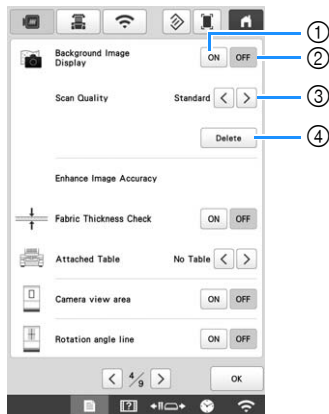 Background Image
Display
ON OFF
①
②
Scan Quality
Standard < >
③
Delete
④
Enhance Image Accuracy
Fabric Thickness Check
ON OFF
Attached Table
No Table < >
Camera view area
ON OFF
Rotation angle line
ON OFF
< 4/9 >
OK
?